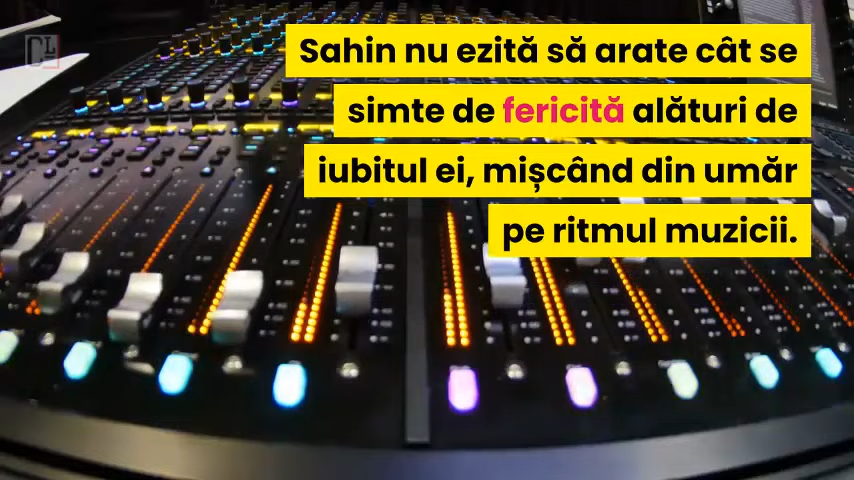 Sahin nu ezită să arate cât se
simte de fericită alături de
iubitul ei, mișcând din umăr
pe ritmul muzicii.